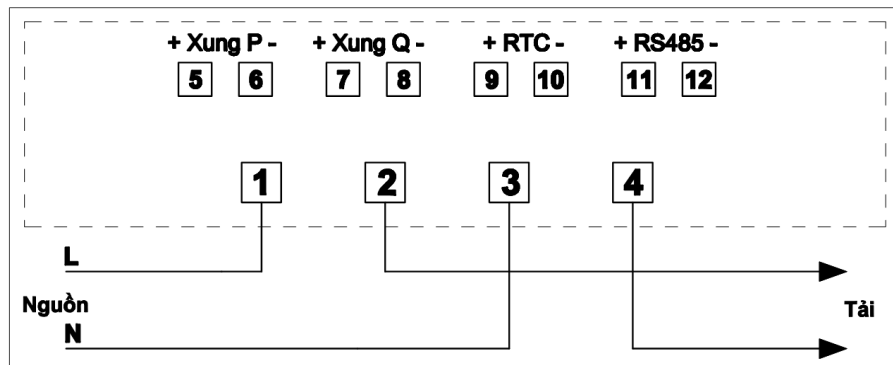 + Xung P - + Xung Q - + RTC - + RS485 -
5 6 7 8 9 10 11 12
1 2 3 4
L
Nguồn Tải
N